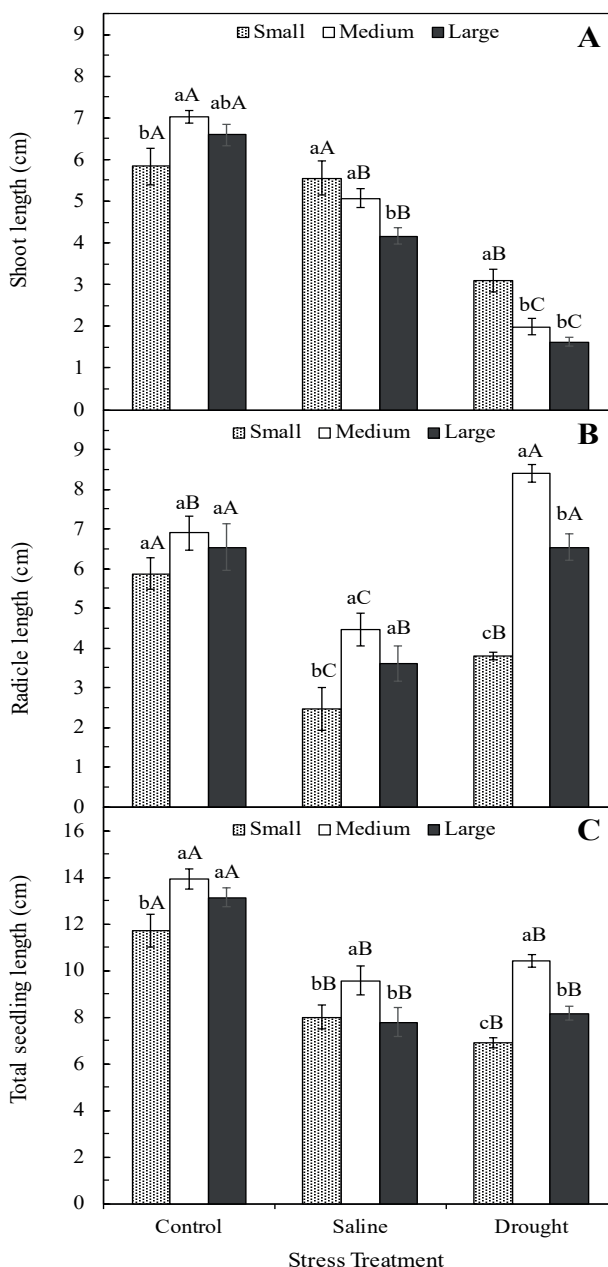 Small Medium Large A
Shoot length (cm)
9
8
7
6
5
4
3
2
1
0
bA aA abA
aA aB bB
aB bC bC
Small Medium Large B
Radicle length (cm)
9
8
7
6
5
4
3
2
1
0
aA aB aA
bC aC aB
cB aA bA
Small Medium Large C
Total seedling length (cm)
16
14
12
10
8
6
4
2
0
bA aA aA
bB aB bB
cB aB bB
Control Saline Drought
Stress Treatment